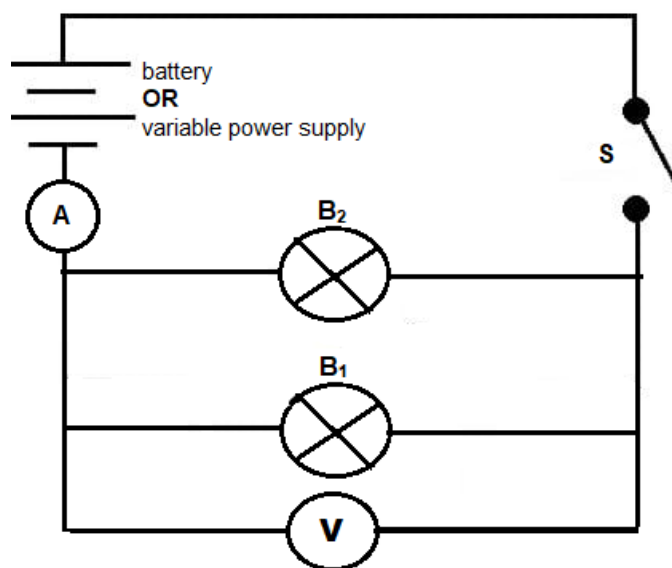 battery
OR
variable power supply
S
A
B₂
B₁
V